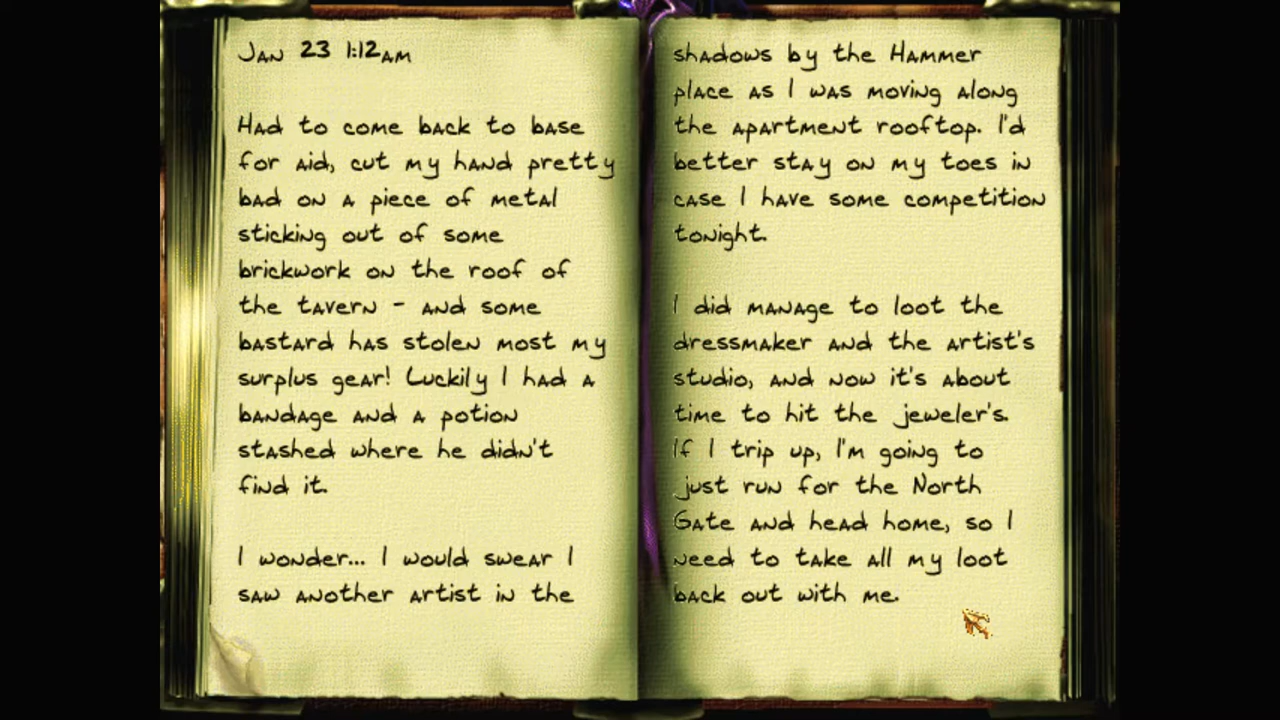 Jan 23 1:12am
Had to come back to base
for aid, cut my hand pretty
bad on a piece of metal
sticking out of some
brickwork on the roof of
the tavern - and some
bastard has stolen most my
surplus gear! Luckily I had a
bandage and a potion
stashed where he didn't
find it.
I wonder... I would swear I
saw another artist in the
shadows by the Hammer
place as I was moving along
the apartment rooftop. I'd
better stay on my toes in
case I have some competition
tonight.
I did manage to loot the
dressmaker and the artist's
studio, and now it's about
time to hit the jeweler's.
If I trip up, I'm going to
just run for the North
Gate and head home, so I
need to take all my loot
back out with me.